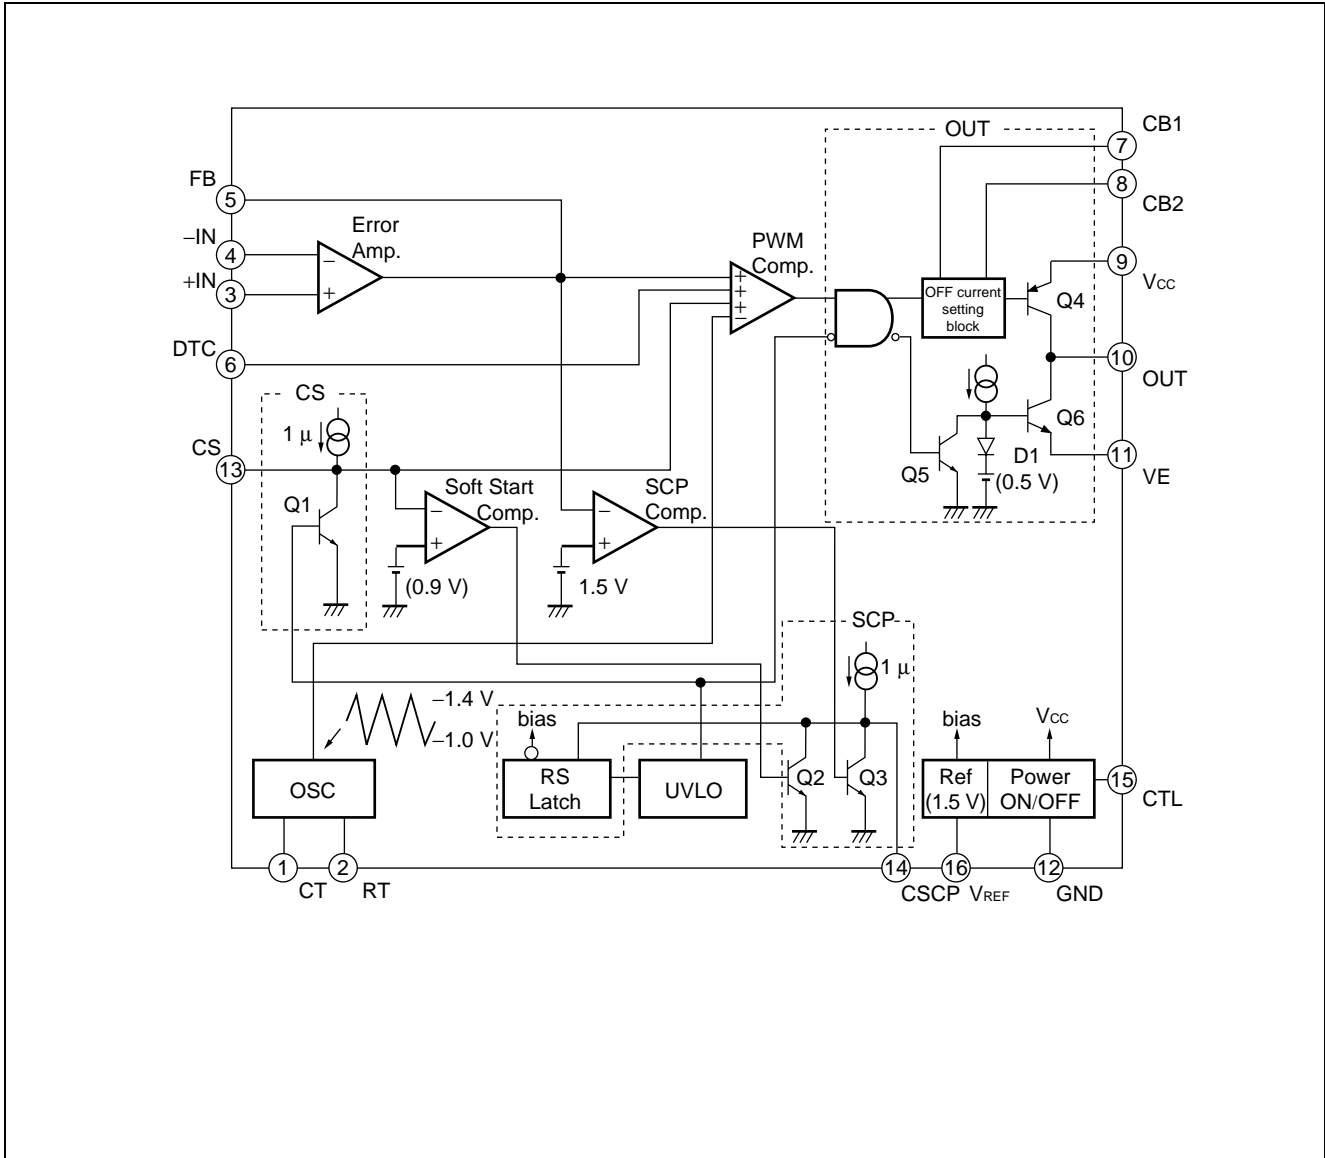 OUT
CB1
7
8
CB2
FB
5
−IN
4
+IN
3
Error
Amp.
−
+
PWM
Comp.
+
+
+
−
9
VCC
OFF current
setting
block
Q4
DTC
6
10
OUT
CS
1 μ
CS
13
Q1
Soft Start
Comp.
−
+
(0.9 V)
SCP
Comp.
−
+
1.5 V
Q5
D1
(0.5 V)
Q6
11
VE
SCP
1 μ
−1.4 V
−1.0 V
bias
bias
VCC
OSC
RS
Latch
UVLO
Q2
Q3
Ref
(1.5 V)
Power
ON/OFF
15
CTL
1
CT
2
RT
14
CSCP
16
VREF
12
GND